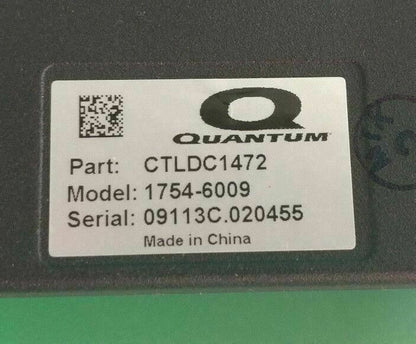 QUANTUM
Part: CTLDC1472
Model: 1754-6009
Serial: 09113C.020455
Made in China